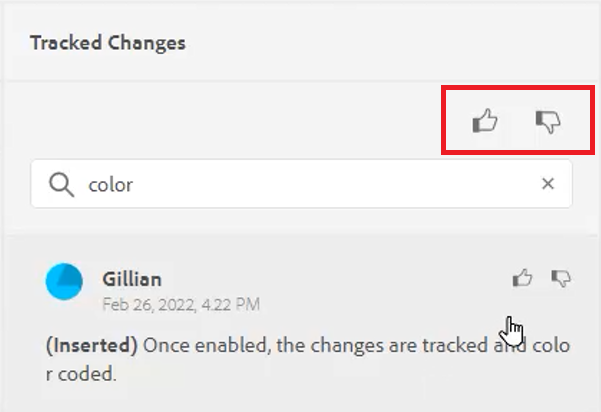 Tracked Changes
color
Gillian
Feb 26, 2022, 4.22 PM
(Inserted) Once enabled, the changes are tracked and colo
r coded.